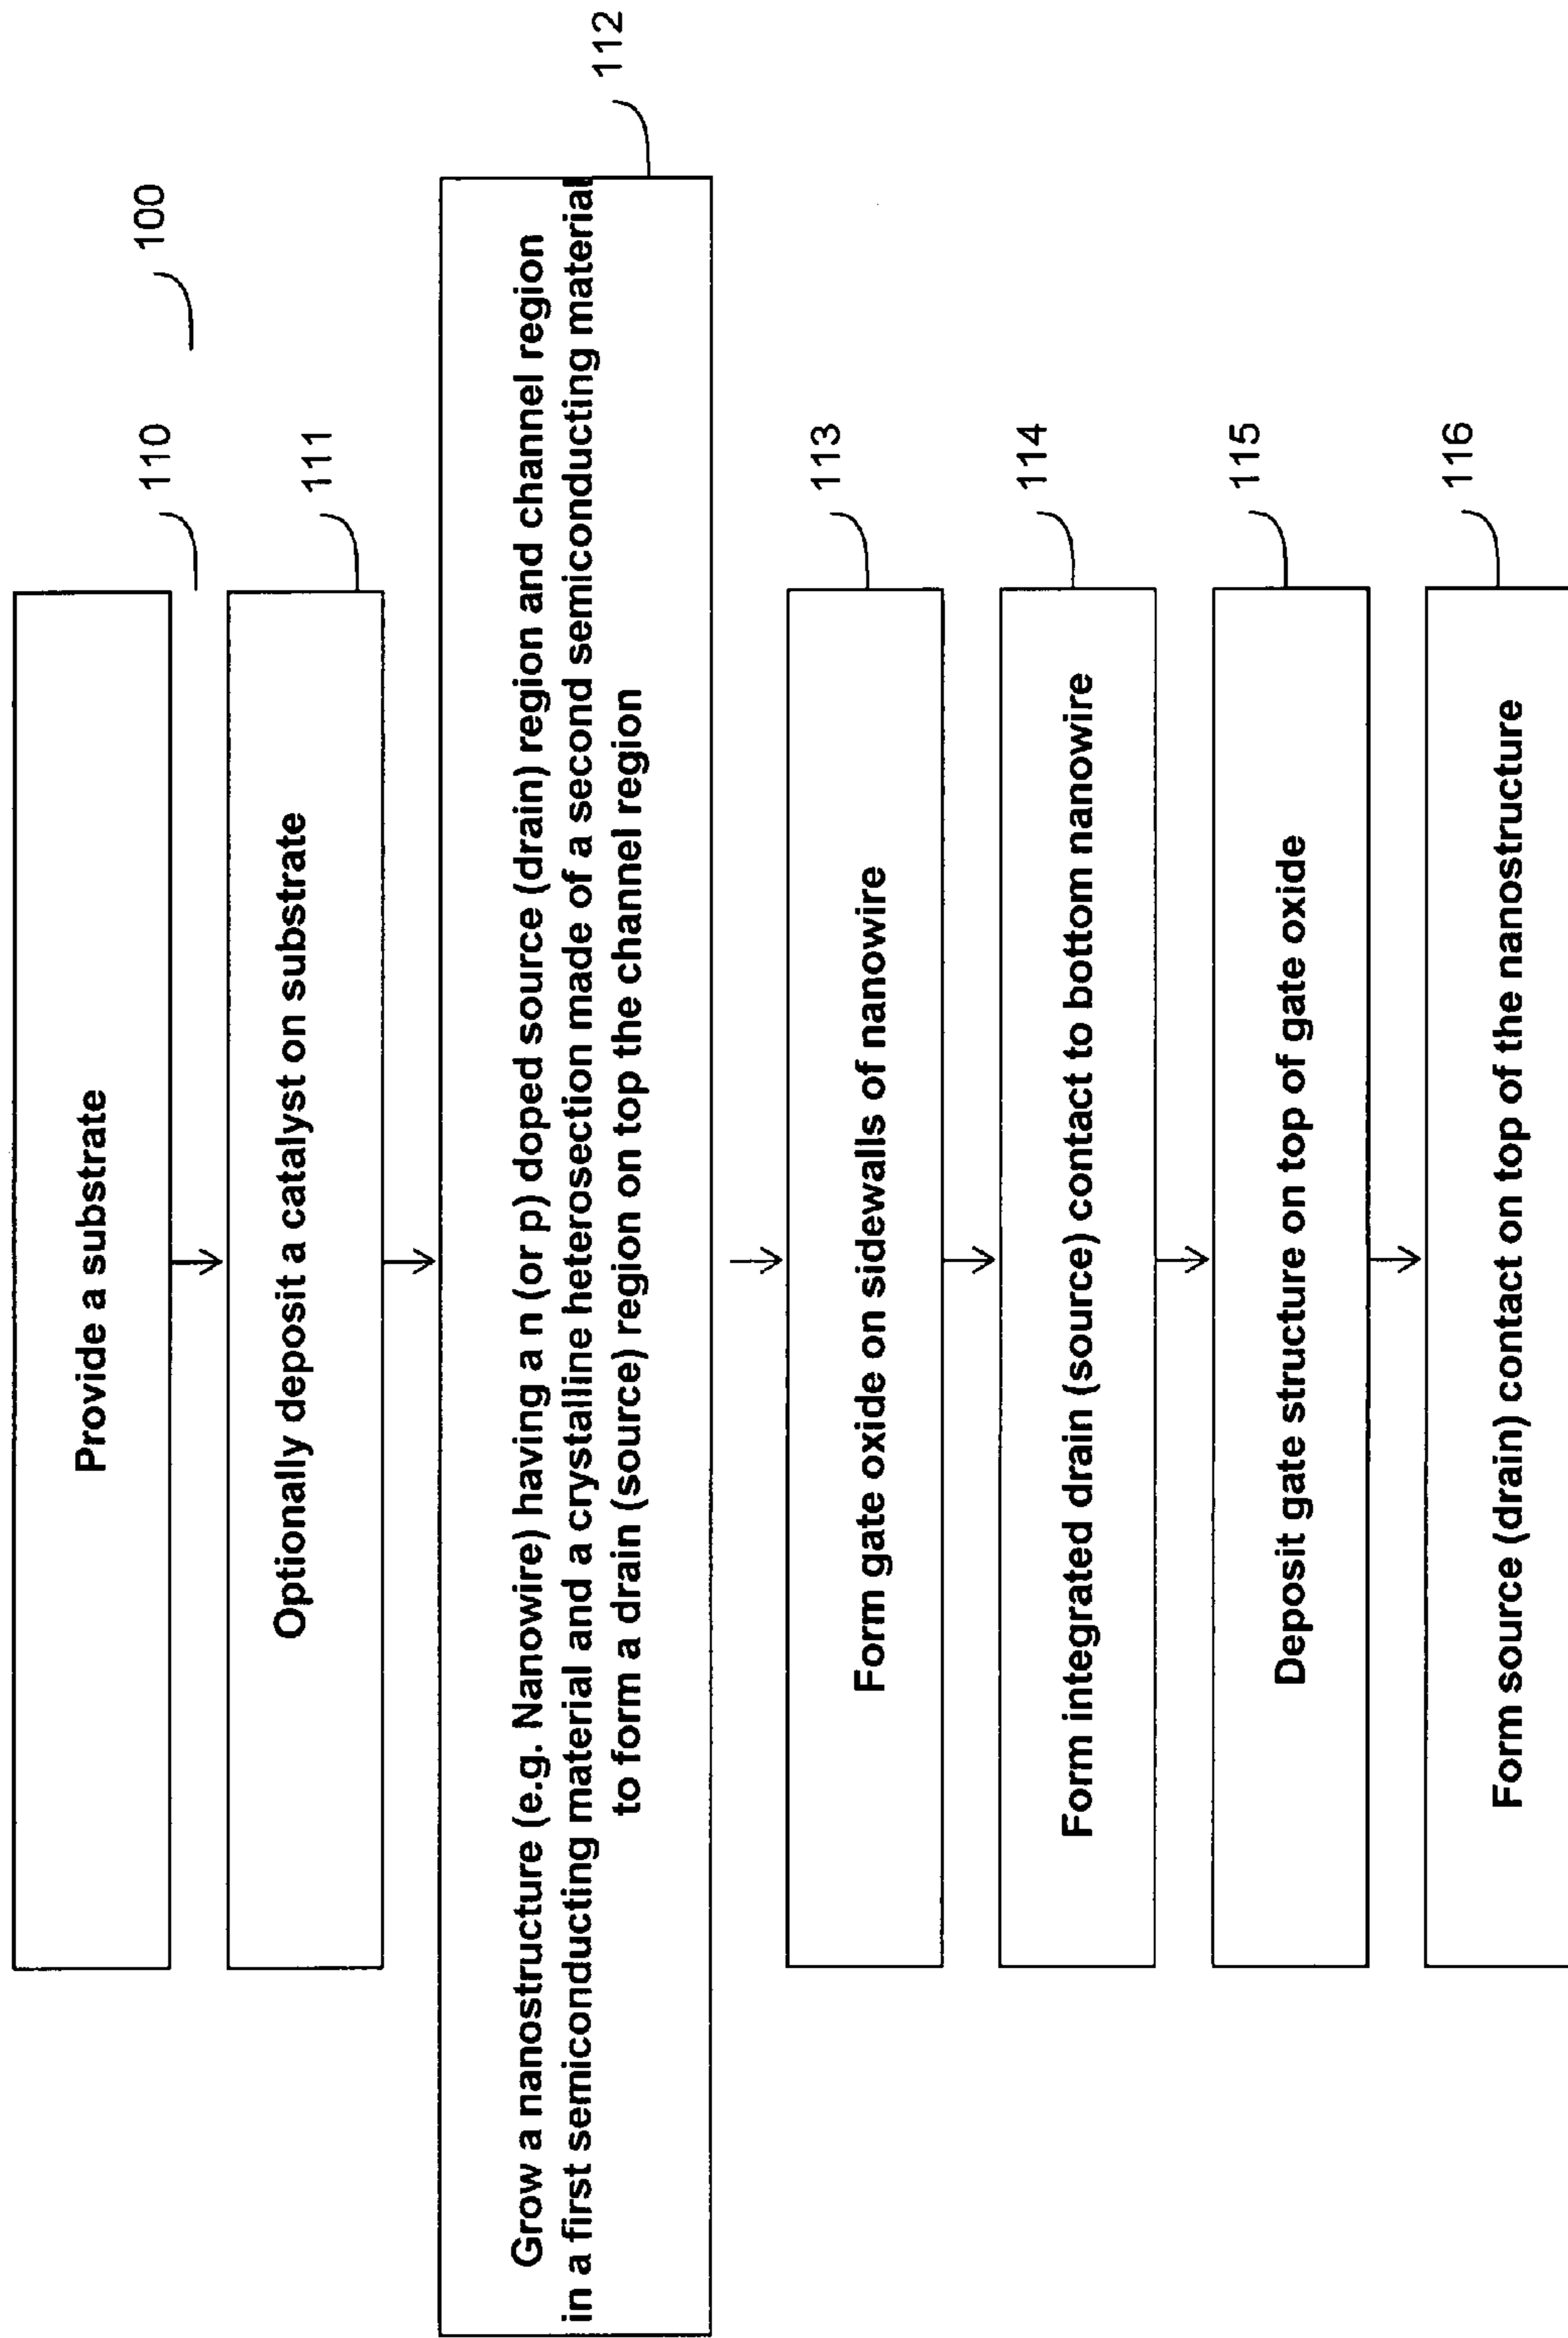 100
Provide a substrate
110
Optionally deposit a catalyst on substrate
111
Grow a nanostructure (e.g. Nanowire) having a n (or p) doped source (drain) region and channel region
in a first semiconducting material and a crystalline heterosection made of a second semiconducting material
to form a drain (source) region on top the channel region
112
Form gate oxide on sidewalls of nanowire
113
Form integrated drain (source) contact to bottom nanowire
114
Deposit gate structure on top of gate oxide
115
Form source (drain) contact on top of the nanostructure
116